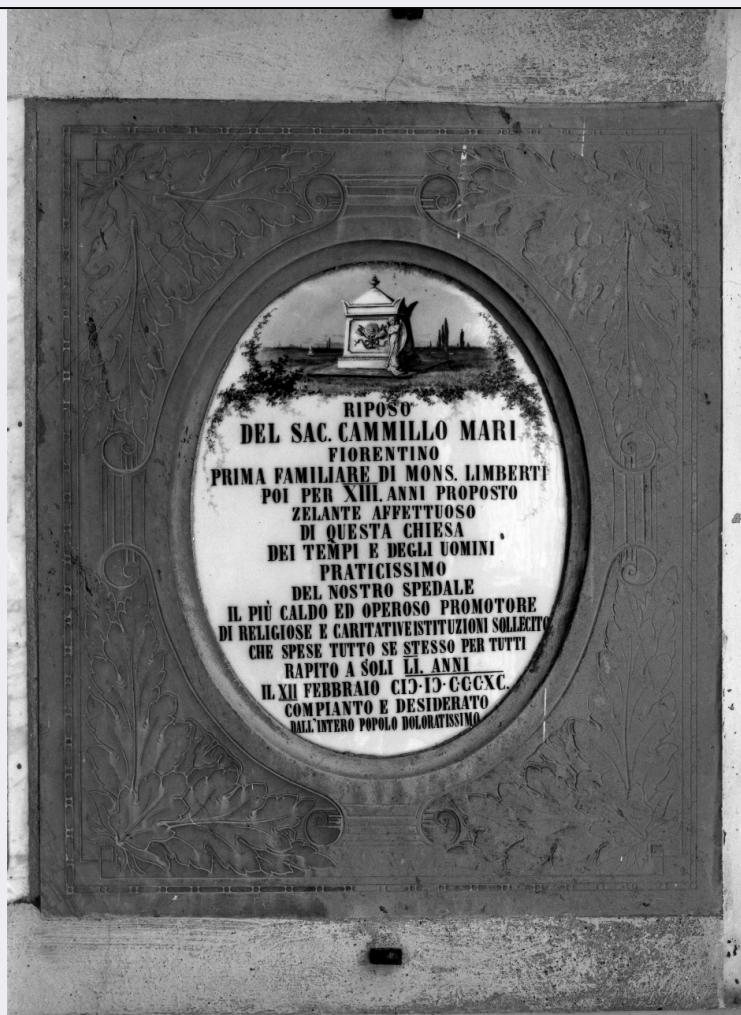 RIPOSO
DEL SAC. CAMMILLO MARI
FIORENTINO
PRIMA FAMILIARE DI MONS. LIMBERTI
POI PER XIII. ANNI PROPOSTO
ZELANTE AFFETTUOSO
DI QUESTA CHIESA
DEI TEMPI E DEGLI UOMINI
PRATICISSIMO
DEL NOSTRO SPEDALE
IL PIÙ CALDO ED OPEROSO PROMOTORE
DI RELIGIOSE E CARITATIVE ISTITUZIONI SOLLECITO
CHE SPESE TUTTO SE STESSO PER TUTTI
RAPITO A SOLI LI. ANNI
IL XII FEBBRAIO CIↃ·IↃ·CCCXC.
COMPIANTO E DESIDERATO
DALL'INTERO POPOLO DOLORATISSIMO